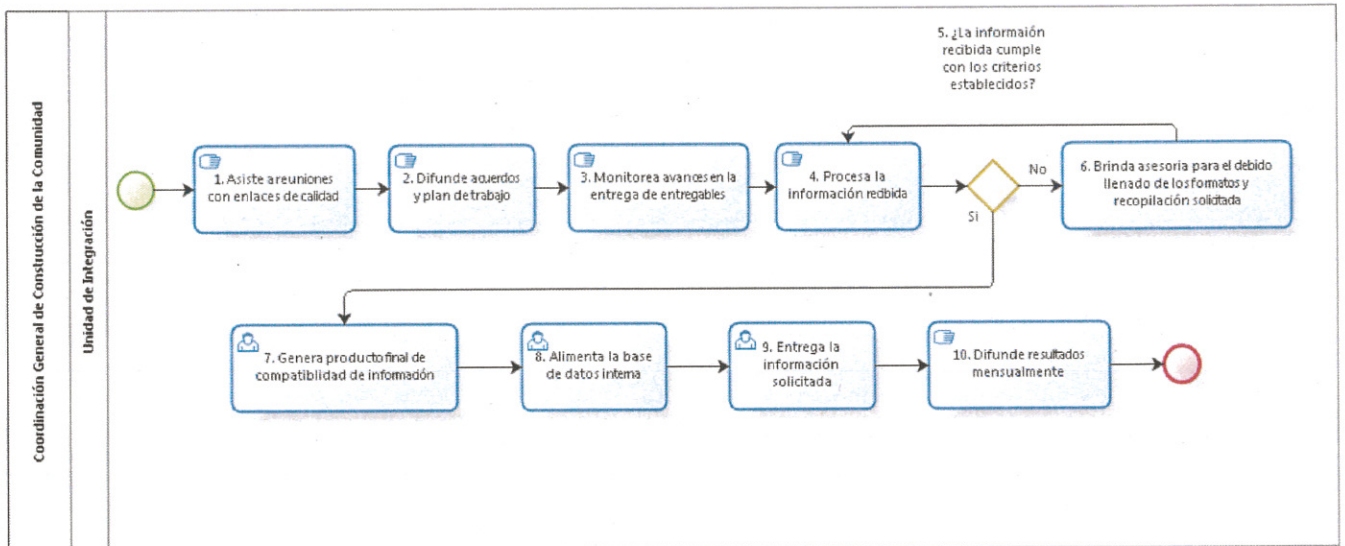 Coordinación General de Construcción de la Comunidad
Unidad de Integración
1. Asiste a reuniones
con enlaces de calidad
2. Difunde acuerdos
y plan de trabajo
3. Monitorea avances en la
entrega de entregables
4. Procesa la
información recibida
5. ¿La informaión
recibida cumple
con los criterios
establecidos?
No
Si
6. Brinda asesoria para el debido
llenado de los formatos y
recopilación solicitada
7. Genera producto final de
compatiblidad de información
8. Alimenta la base
de datos interna
9. Entrega la
información
solicitada
10. Difunde resultados
mensualmente